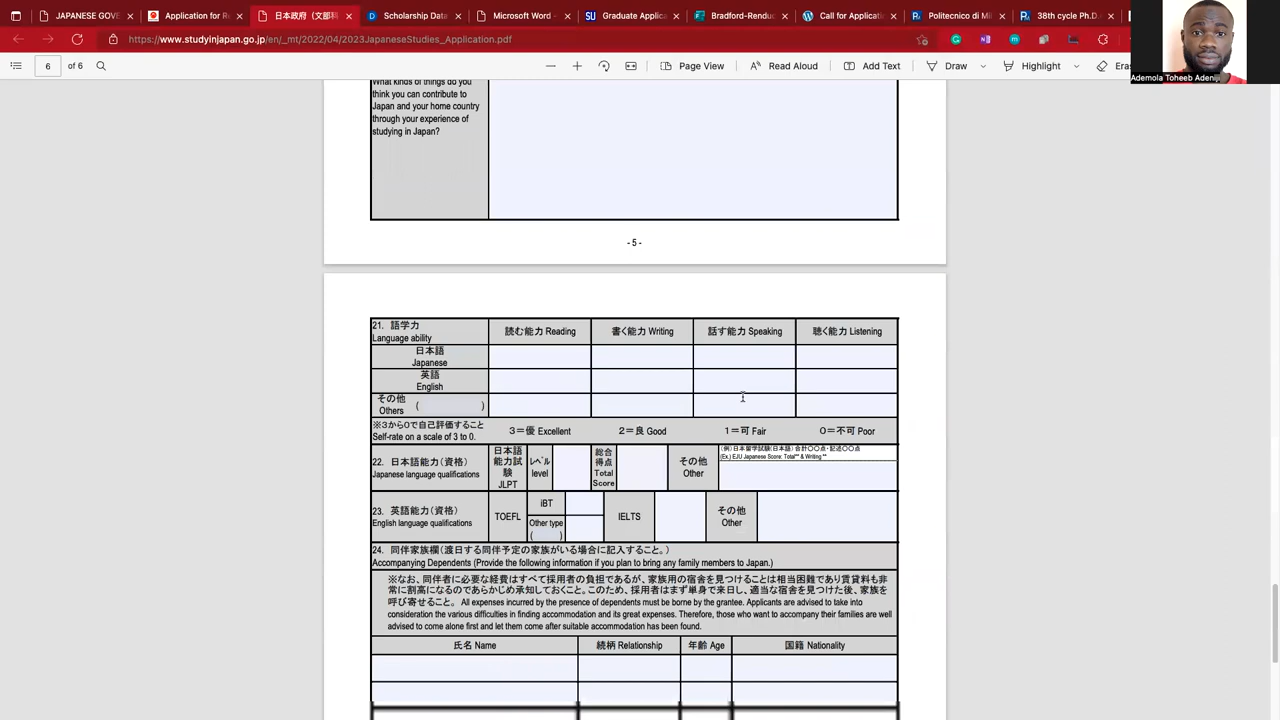 JAPANESE GOVE
Application for Re
日本政府（文部科
Scholarship Data
Microsoft Word -
Graduate Applic
Bradford-Rendu
Call for Applicatio
Politecnico di Mi
38th cycle Ph.D.
https://www.studyinjapan.go.jp/en/_mt/2022/04/2023JapaneseStudies_Application.pdf
6 of 6
Page View
Read Aloud
Add Text
Draw
Highlight
Eras
Ademola Toheeb Adeniji
What kinds of things do you
think you can contribute to
Japan and your home country
through your experience of
studying in Japan?
- 5 -
21. 語学力
Language ability
読む能力 Reading
書く能力 Writing
話す能力 Speaking
聴く能力 Listening
日本語
Japanese
英語
English
その他
Others
( )
※3から0で自己評価すること
Self-rate on a scale of 3 to 0.
3＝優 Excellent
2＝良 Good
1＝可 Fair
0＝不可 Poor
22. 日本語能力（資格）
Japanese language qualifications
日本語
能力試
験
JLPT
ﾚﾍﾞﾙ
level
総合
得点
Total
Score
その他
Other
（例）日本留学試験（日本語） 合計〇〇点・記述〇〇点
(Ex.) EJU Japanese Score: Total** & Writing **
23. 英語能力（資格）
English language qualifications
TOEFL
iBT
Other type
( )
IELTS
その他
Other
24. 同伴家族欄（渡日する同伴予定の家族がいる場合に記入すること。）
Accompanying Dependents (Provide the following information if you plan to bring any family members to Japan.)
※なお、同伴者に必要な経費はすべて採用者の負担であるが、家族用の宿舎を見つけることは相当困難であり賃貸料も非
常に割高になるのであらかじめ承知しておくこと。このため、採用者はまず単身で来日し、適当な宿舎を見つけた後、家族を
呼び寄せること。 All expenses incurred by the presence of dependents must be borne by the grantee. Applicants are advised to take into
consideration the various difficulties in finding accommodation and its great expenses. Therefore, those who want to accompany their families are well
advised to come alone first and let them come after suitable accommodation has been found.
氏名 Name
続柄 Relationship
年齢 Age
国籍 Nationality